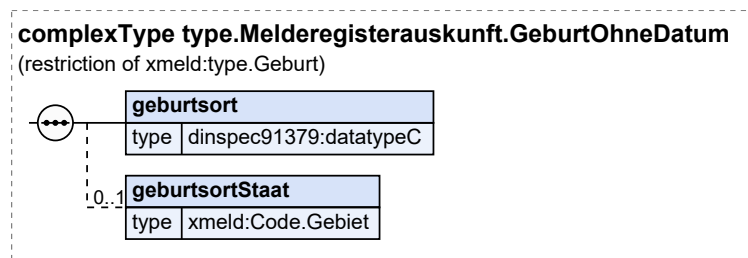 complexType type.Melderegisterauskunft.GeburtOhneDatum
(restriction of xmeld:type.Geburt)
geburtsort
type dinspec91379:datatypeC
0..1 geburtsortStaat
type xmeld:Code.Gebiet